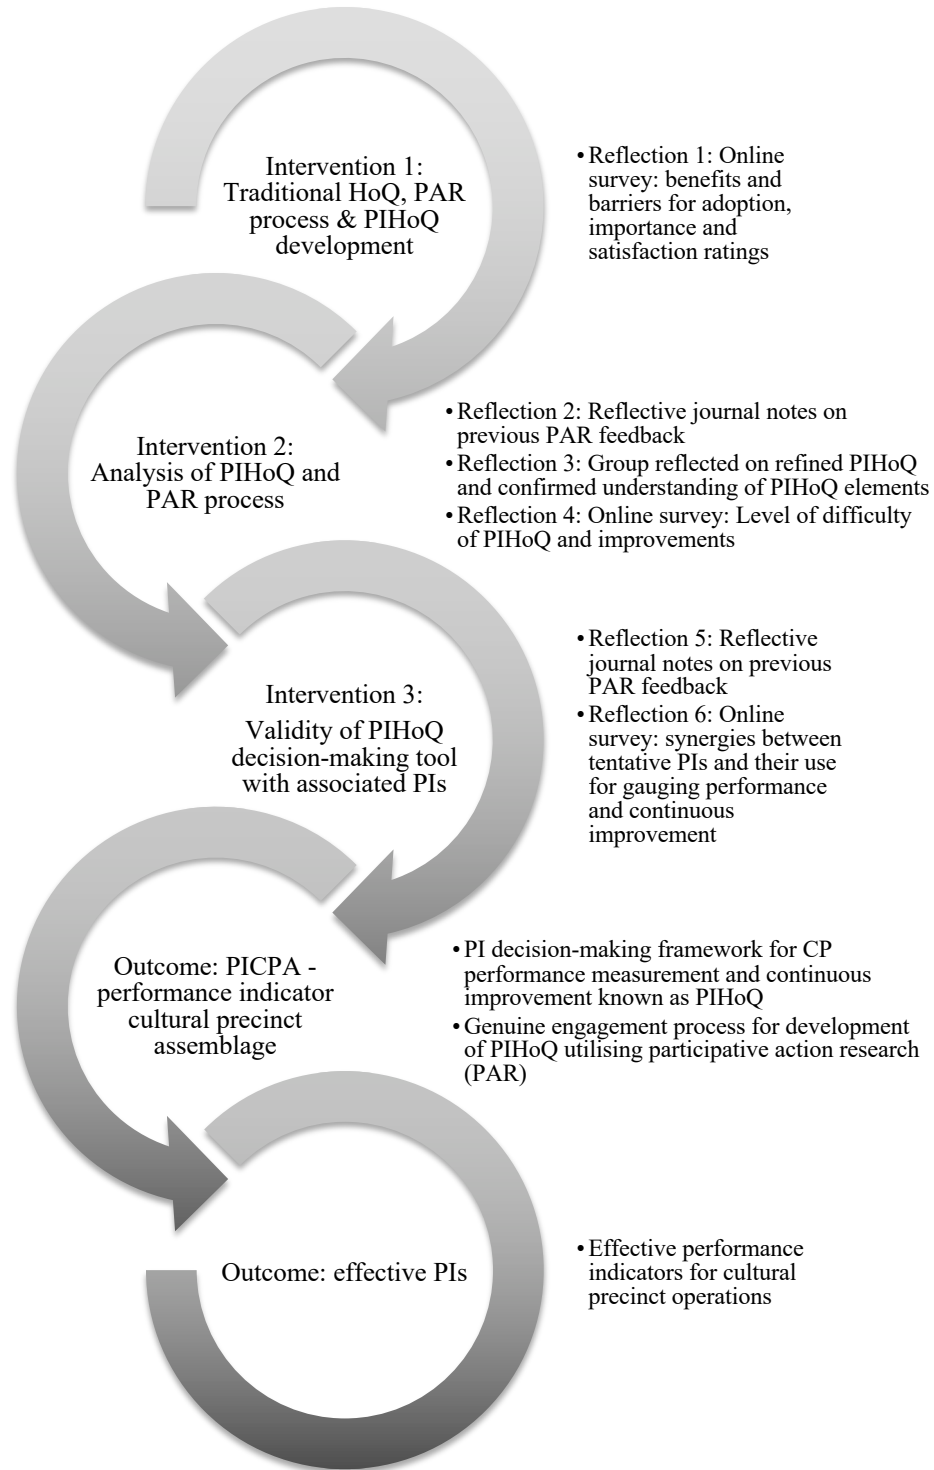 Intervention 1:
Traditional HoQ, PAR
process & PIHoQ
development
• Reflection 1: Online
survey: benefits and
barriers for adoption,
importance and
satisfaction ratings
Intervention 2:
Analysis of PIHoQ and
PAR process
• Reflection 2: Reflective journal notes on
previous PAR feedback
• Reflection 3: Group reflected on refined PIHoQ
and confirmed understanding of PIHoQ elements
• Reflection 4: Online survey: Level of difficulty
of PIHoQ and improvements
Intervention 3:
Validity of PIHoQ
decision-making tool
with associated PIs
• Reflection 5: Reflective
journal notes on previous
PAR feedback
• Reflection 6: Online
survey: synergies between
tentative PIs and their use
for gauging performance
and continuous
improvement
Outcome: PICPA -
performance indicator
cultural precinct
assemblage
• PI decision-making framework for CP
performance measurement and continuous
improvement known as PIHoQ
• Genuine engagement process for development
of PIHoQ utilising participative action research
(PAR)
Outcome: effective PIs
• Effective performance
indicators for cultural
precinct operations